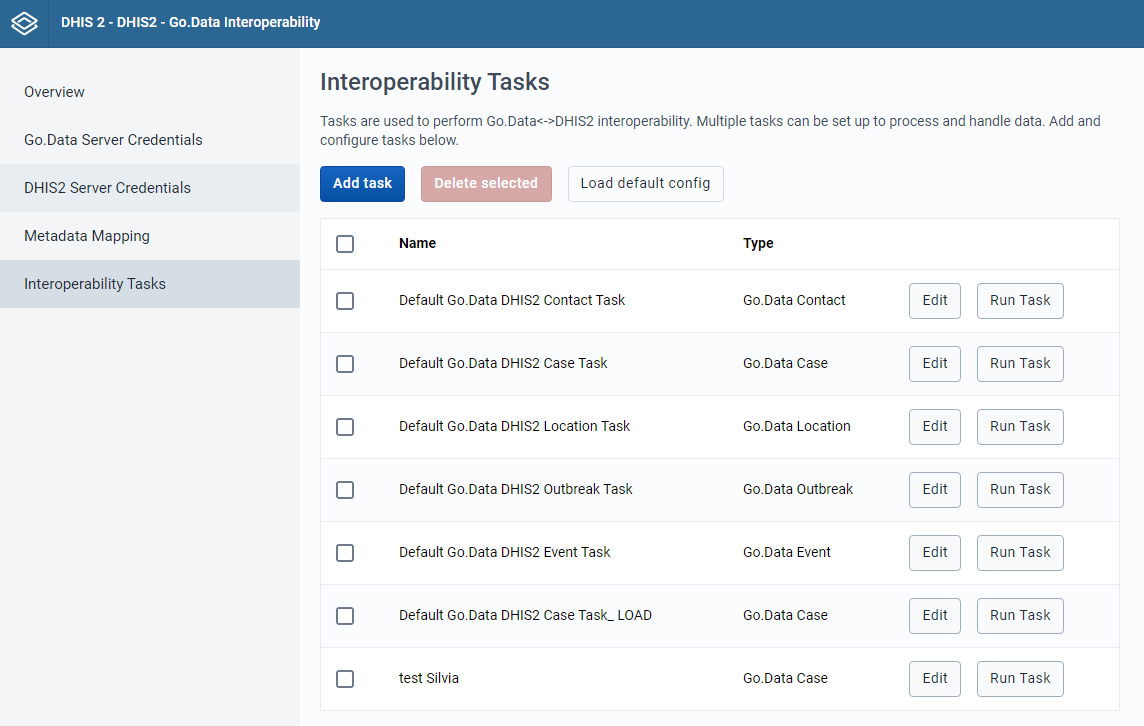 DHIS 2 - DHIS2 - Go.Data Interoperability
Overview
Go.Data Server Credentials
DHIS2 Server Credentials
Metadata Mapping
Interoperability Tasks
Interoperability Tasks
Tasks are used to perform Go.Data<->DHIS2 interoperability. Multiple tasks can be set up to process and handle data. Add and
configure tasks below.
Add task Delete selected Load default config
Name Type
Default Go.Data DHIS2 Contact Task Go.Data Contact Edit Run Task
Default Go.Data DHIS2 Case Task Go.Data Case Edit Run Task
Default Go.Data DHIS2 Location Task Go.Data Location Edit Run Task
Default Go.Data DHIS2 Outbreak Task Go.Data Outbreak Edit Run Task
Default Go.Data DHIS2 Event Task Go.Data Event Edit Run Task
Default Go.Data DHIS2 Case Task_ LOAD Go.Data Case Edit Run Task
test Silvia Go.Data Case Edit Run Task